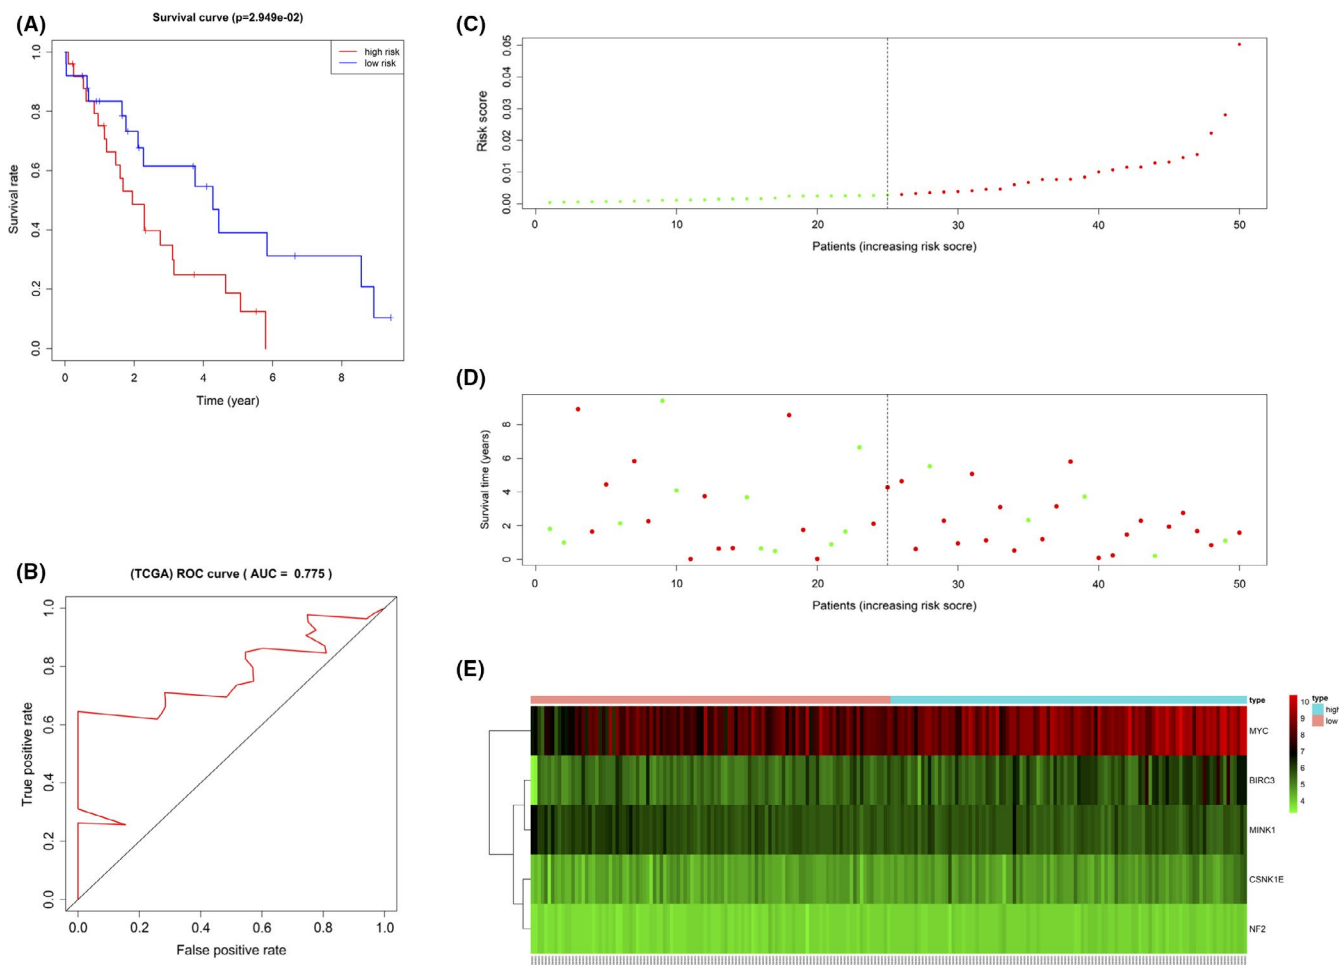 (A)
Survival curve (p=2.949e-02)
high risk
low risk
Survival rate
0.0 0.2 0.4 0.6 0.8 1.0
0 2 4 6 8
Time (year)
(B)
(TCGA) ROC curve ( AUC = 0.775 )
True positive rate
0.0 0.2 0.4 0.6 0.8 1.0
0.0 0.2 0.4 0.6 0.8 1.0
False positive rate
(C)
Risk score
0.00 0.01 0.02 0.03 0.04 0.05
0 10 20 30 40 50
Patients (increasing risk socre)
(D)
Survival time (years)
0 2 4 6 8
0 10 20 30 40 50
Patients (increasing risk socre)
(E)
type
MYC
BIRC3
MINK1
CSNK1E
NF2
10
9
8
7
6
5
4
type
high
low